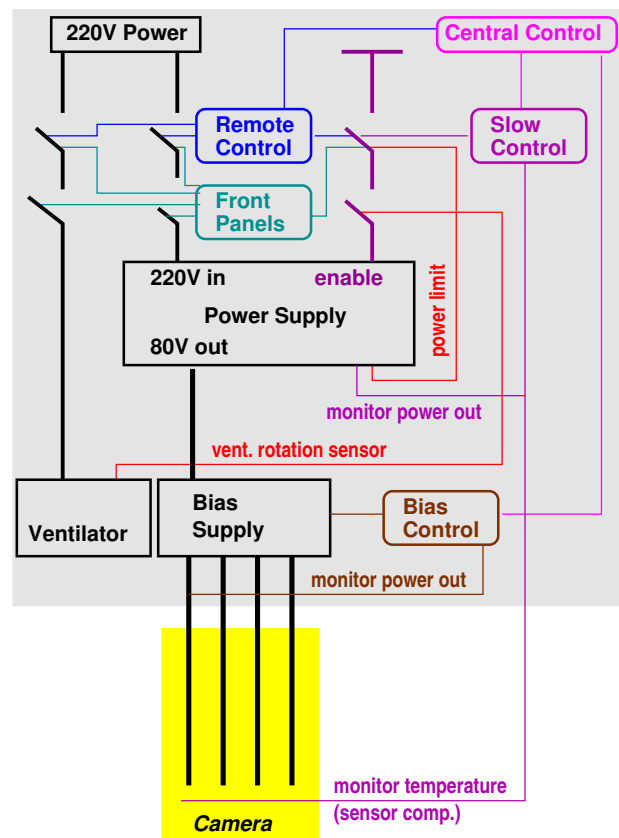 220V Power
Central Control
Remote
Control
Slow
Control
Front
Panels
220V in
enable
Power Supply
80V out
power limit
monitor power out
vent. rotation sensor
Ventilator
Bias
Supply
Bias
Control
monitor power out
monitor temperature
(sensor comp.)
Camera